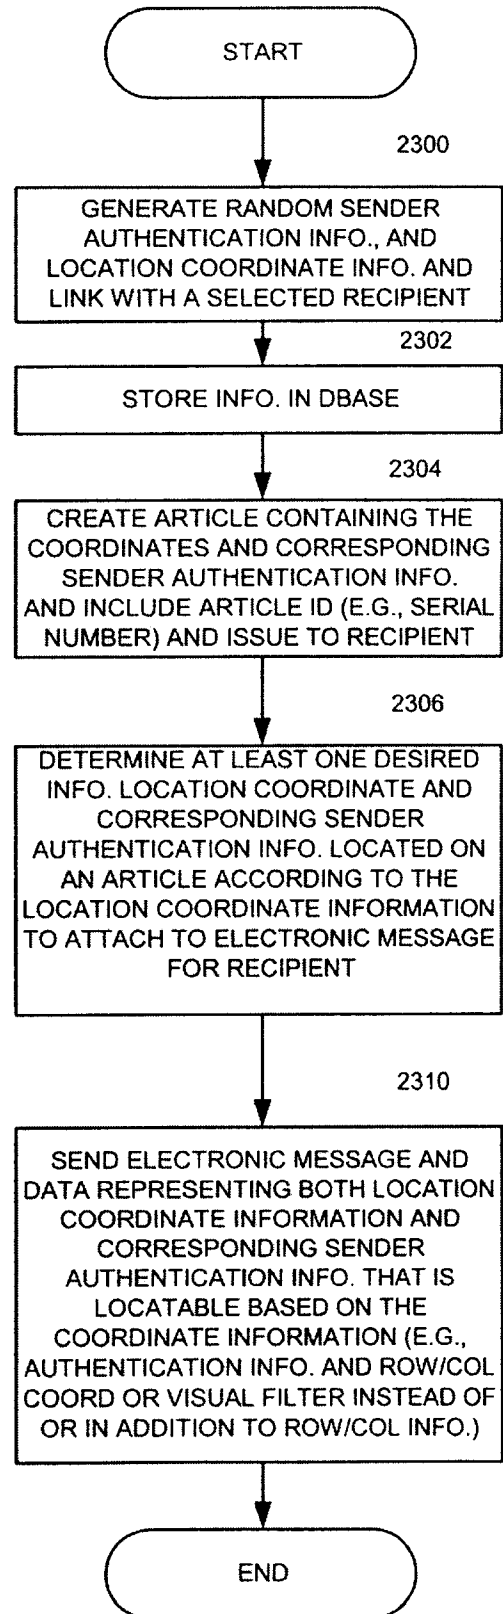 START
2300
GENERATE RANDOM SENDER
AUTHENTICATION INFO., AND
LOCATION COORDINATE INFO. AND
LINK WITH A SELECTED RECIPIENT
2302
STORE INFO. IN DBASE
2304
CREATE ARTICLE CONTAINING THE
COORDINATES AND CORRESPONDING
SENDER AUTHENTICATION INFO.
AND INCLUDE ARTICLE ID (E.G., SERIAL
NUMBER) AND ISSUE TO RECIPIENT
2306
DETERMINE AT LEAST ONE DESIRED
INFO. LOCATION COORDINATE AND
CORRESPONDING SENDER
AUTHENTICATION INFO. LOCATED ON
AN ARTICLE ACCORDING TO THE
LOCATION COORDINATE INFORMATION
TO ATTACH TO ELECTRONIC MESSAGE
FOR RECIPIENT
2310
SEND ELECTRONIC MESSAGE AND
DATA REPRESENTING BOTH LOCATION
COORDINATE INFORMATION AND
CORRESPONDING SENDER
AUTHENTICATION INFO. THAT IS
LOCATABLE BASED ON THE
COORDINATE INFORMATION (E.G.,
AUTHENTICATION INFO. AND ROW/COL
COORD OR VISUAL FILTER INSTEAD OF
OR IN ADDITION TO ROW/COL INFO.)
END